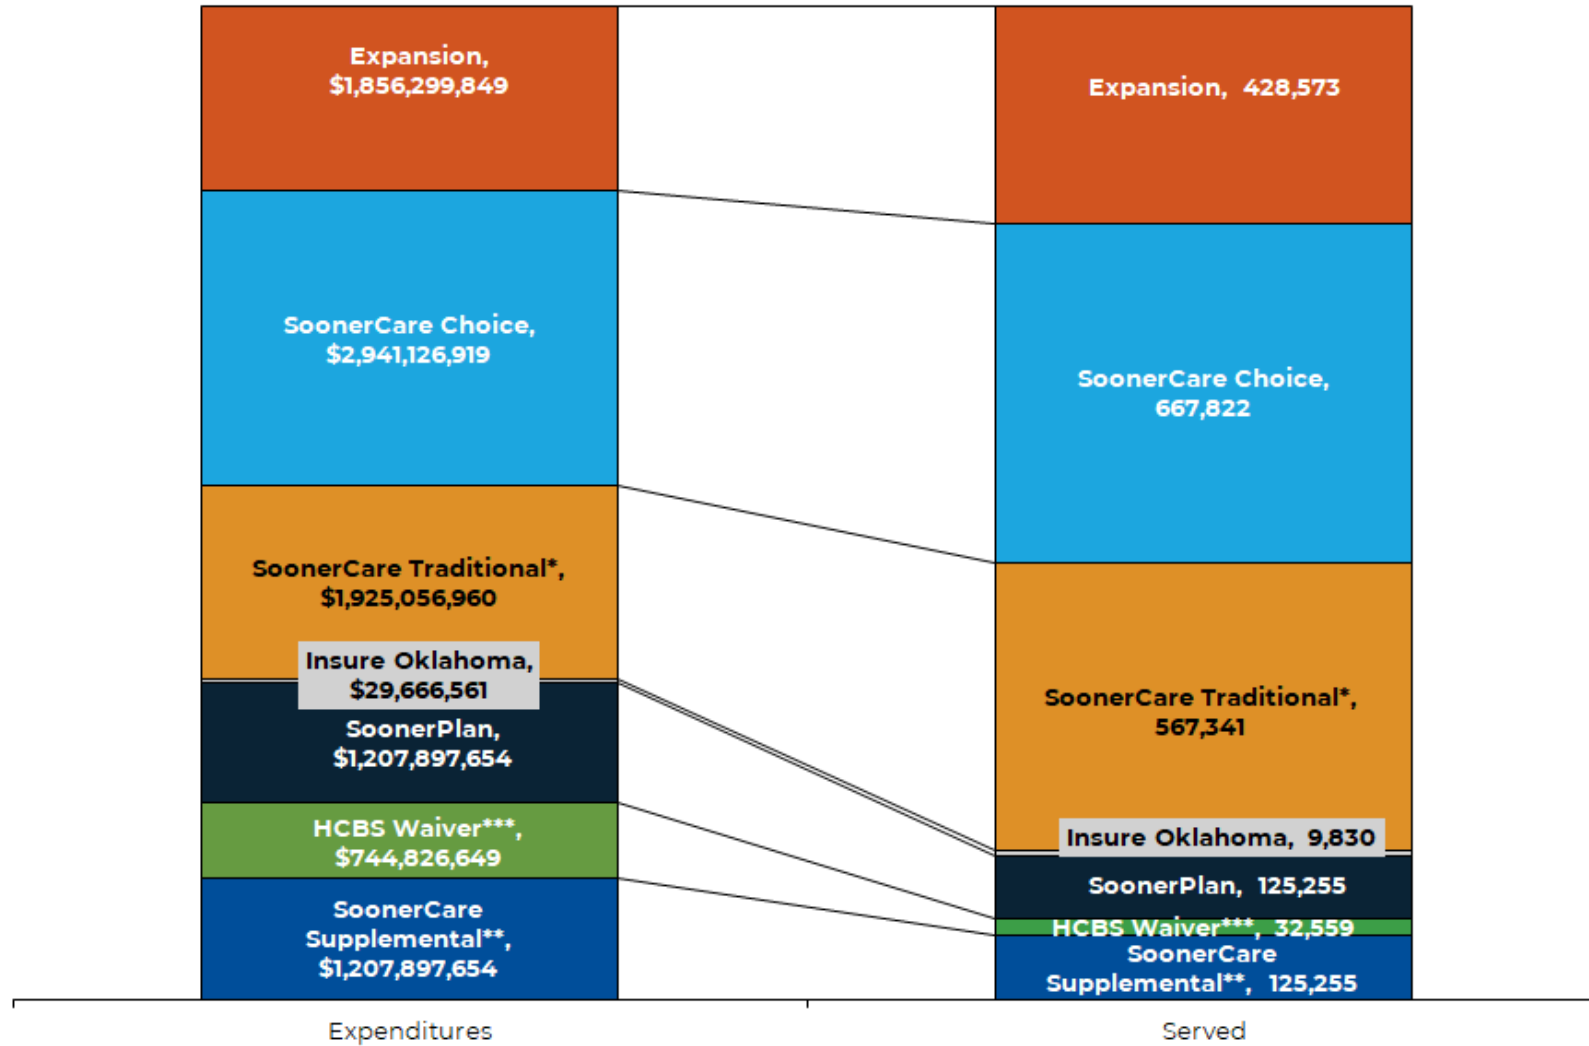 Expansion,
$1,856,299,849
SoonerCare Choice,
$2,941,126,919
SoonerCare Traditional*,
$1,925,056,960
Insure Oklahoma,
$29,666,561
SoonerPlan,
$1,207,897,654
HCBS Waiver***,
$744,826,649
SoonerCare
Supplemental**,
$1,207,897,654
Expenditures
Expansion, 428,573
SoonerCare Choice,
667,822
SoonerCare Traditional*,
567,341
Insure Oklahoma, 9,830
SoonerPlan, 125,255
HCBS Waiver***, 32,559
SoonerCare
Supplemental**, 125,255
Served